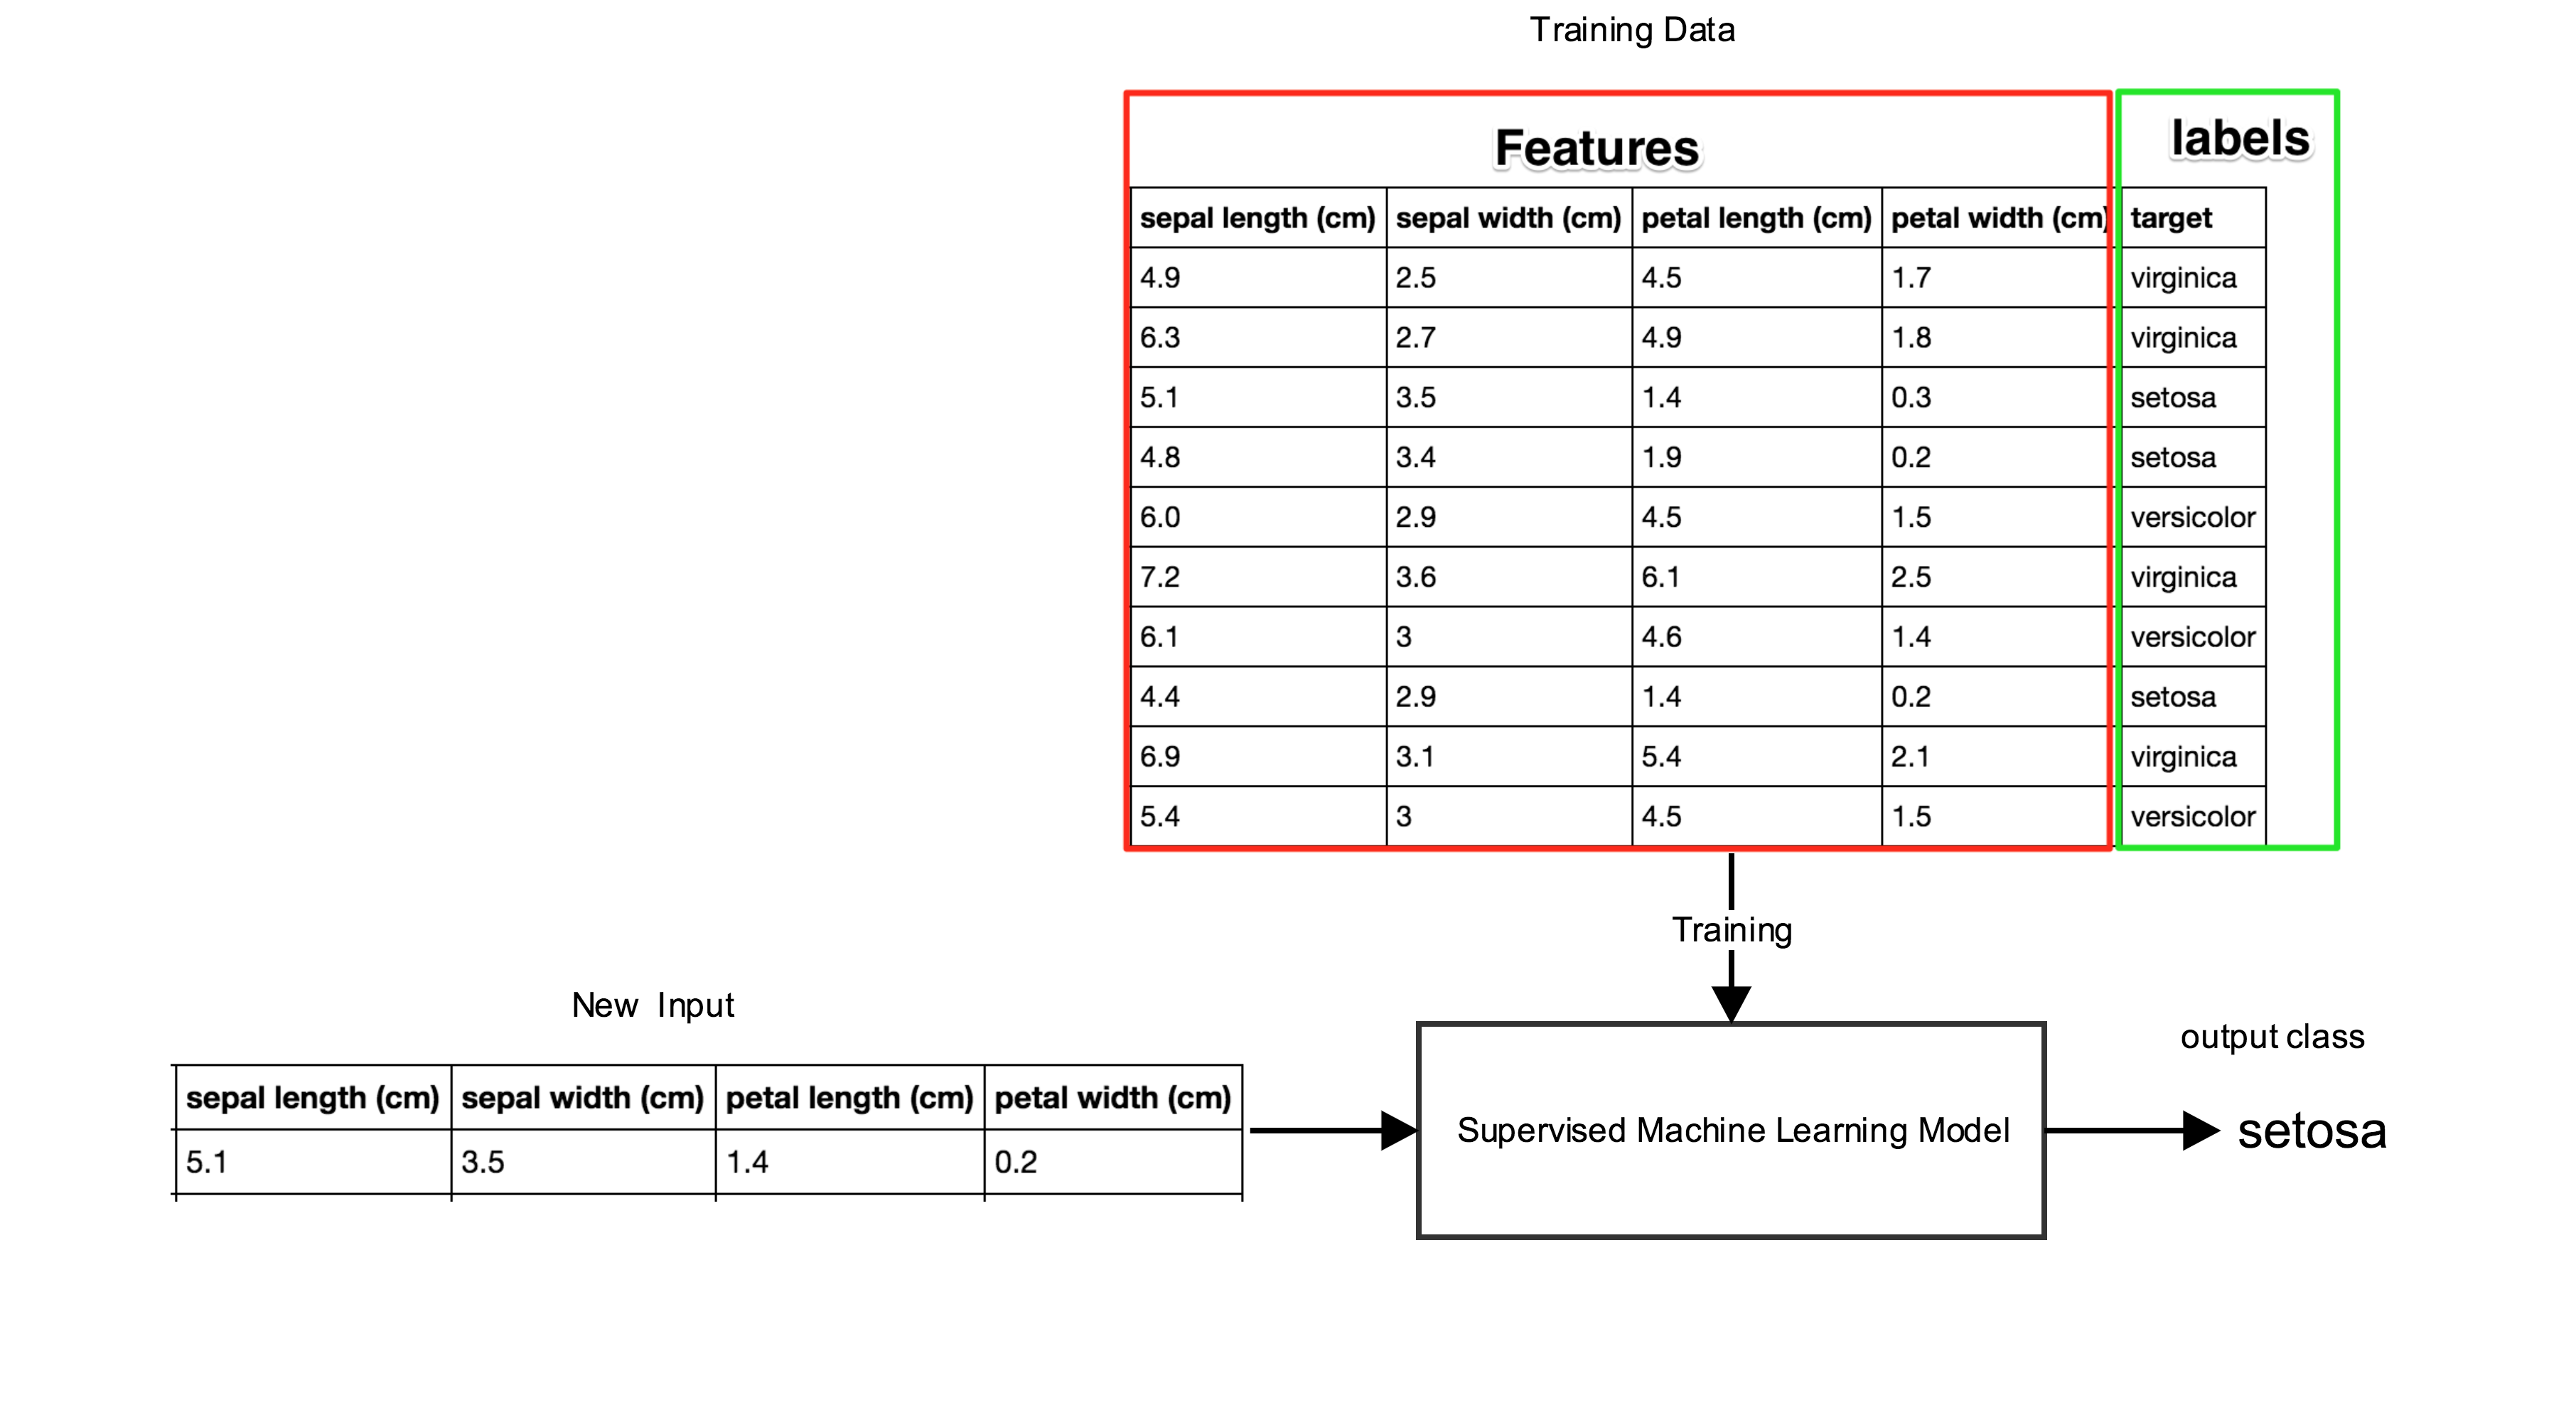 Training Data
Features labels
sepal length (cm) sepal width (cm) petal length (cm) petal width (cm) target
4.9 2.5 4.5 1.7 virginica
6.3 2.7 4.9 1.8 virginica
5.1 3.5 1.4 0.3 setosa
4.8 3.4 1.9 0.2 setosa
6.0 2.9 4.5 1.5 versicolor
7.2 3.6 6.1 2.5 virginica
6.1 3 4.6 1.4 versicolor
4.4 2.9 1.4 0.2 setosa
6.9 3.1 5.4 2.1 virginica
5.4 3 4.5 1.5 versicolor
Training
New Input
sepal length (cm) sepal width (cm) petal length (cm) petal width (cm)
5.1 3.5 1.4 0.2
Supervised Machine Learning Model
output class
setosa